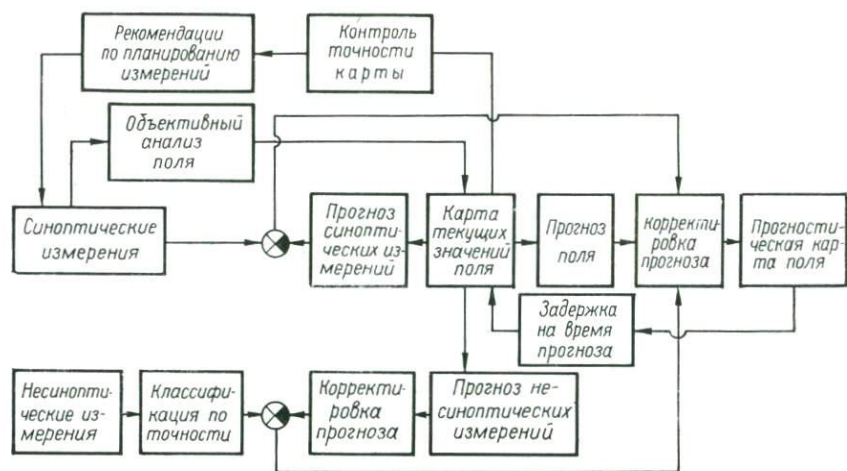 Рекомендации
по планированию
измерений
Контроль
точности
карты
Объективный
анализ
поля
Синоптические
измерения
Прогноз
синопти-
ческих из-
мерений
Карта
текущих
значений
поля
Прогноз
поля
Корректи-
ровка
прогноза
Прогности-
ческая кар-
та поля
Задержка
на время
прогноза
Несинопти-
ческие из-
мерения
Классифи-
кация по
точности
Корректи-
ровка
прогноза
Прогноз не-
синоптических
измерений